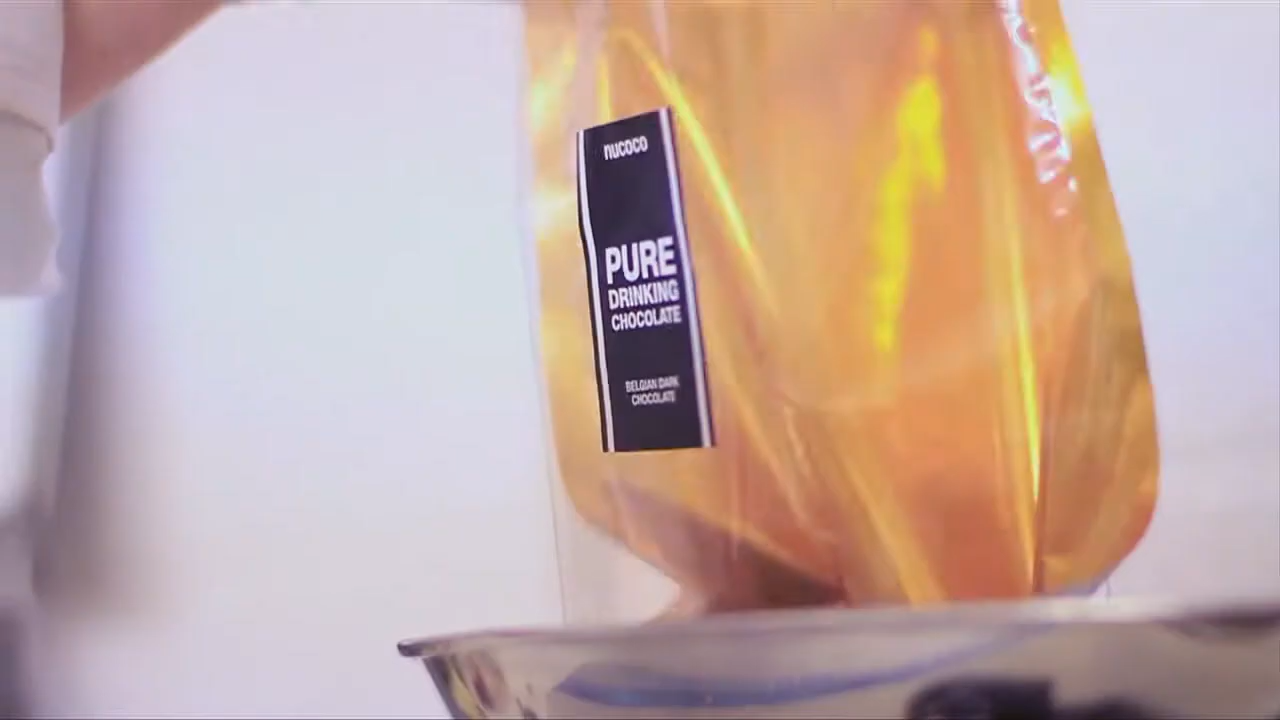 nucoco
PURE
DRINKING
CHOCOLATE
BELGIAN DARK
CHOCOLATE